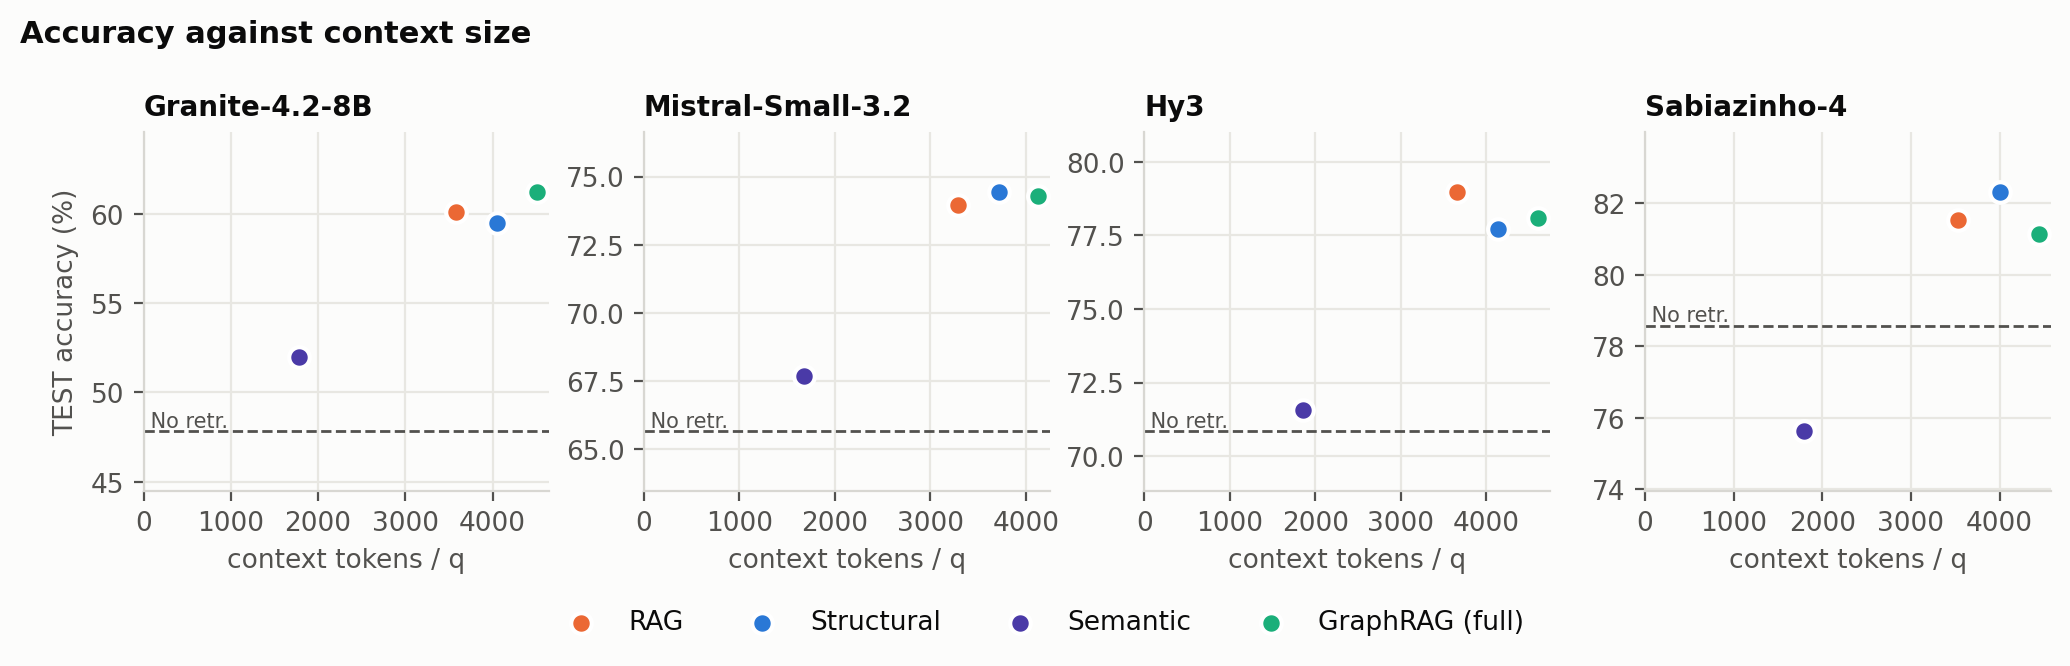 Accuracy against context size
Granite-4.2-8B
TEST accuracy (%)
60
55
50
45
No retr.
0 1000 2000 3000 4000
context tokens / q
Mistral-Small-3.2
75.0
72.5
70.0
67.5
65.0
No retr.
0 1000 2000 3000 4000
context tokens / q
Hy3
80.0
77.5
75.0
72.5
70.0
No retr.
0 1000 2000 3000 4000
context tokens / q
Sabiazinho-4
82
80
78
76
74
No retr.
0 1000 2000 3000 4000
context tokens / q
RAG Structural Semantic GraphRAG (full)